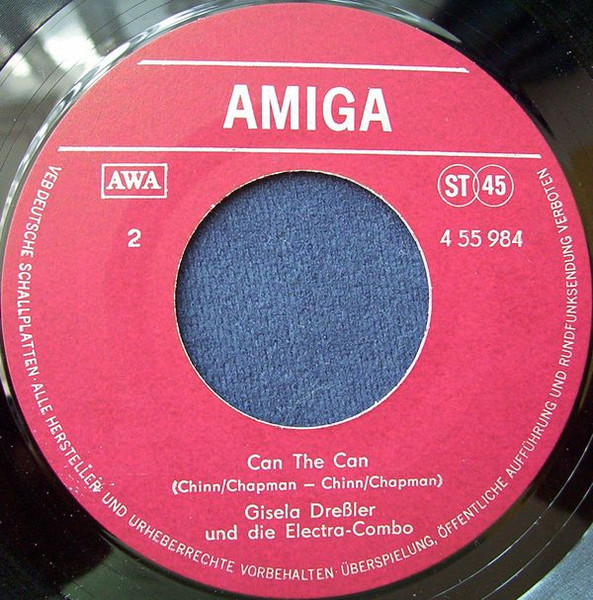 AMIGA
AWA
ST 45
2
4 55 984
Can The Can
(Chinn/Chapman – Chinn/Chapman)
Gisela Dreßler
und die Electra-Combo
VEB DEUTSCHE SCHALLPLATTEN · ALLE HERSTELLER- UND URHEBERRECHTE VORBEHALTEN · ÜBERSPIELUNG, ÖFFENTLICHE AUFFÜHRUNG UND RUNDFUNKSENDUNG VERBOTEN